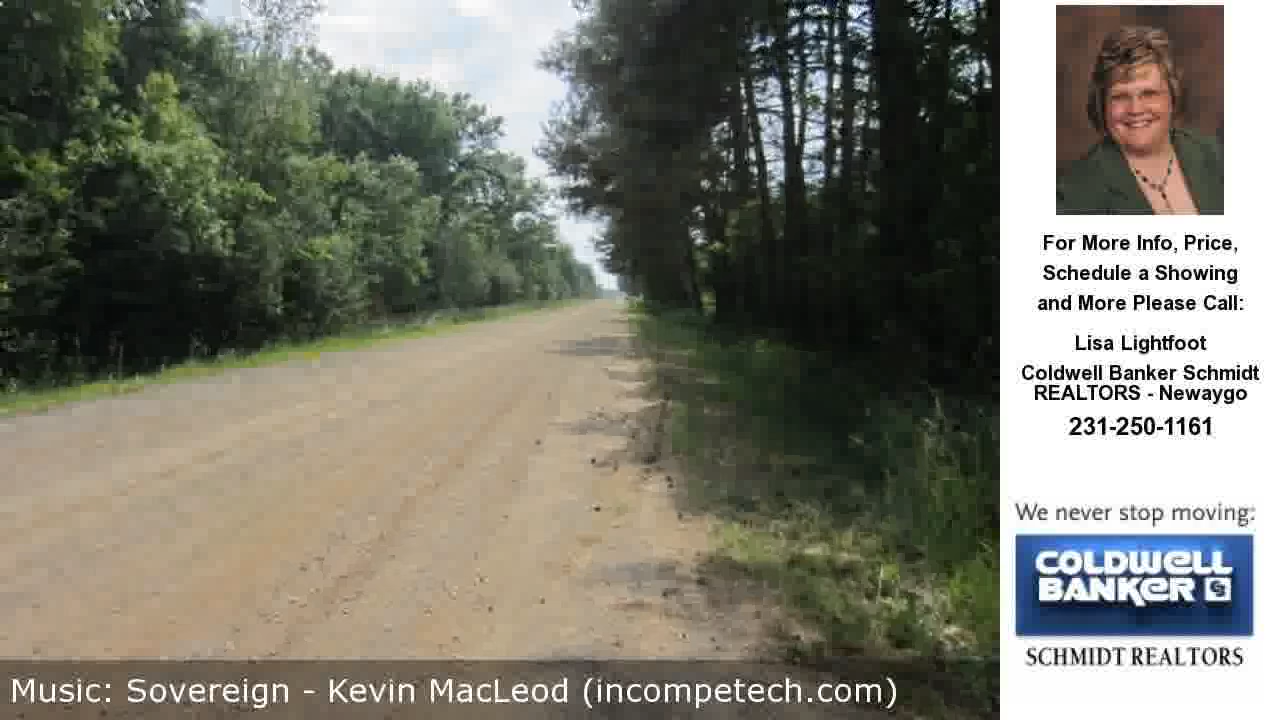 For More Info, Price,
Schedule a Showing
and More Please Call:
Lisa Lightfoot
Coldwell Banker Schmidt
REALTORS - Newaygo
231-250-1161
We never stop moving:
COLDWELL
BANKER CB
SCHMIDT REALTORS
Music: Sovereign - Kevin MacLeod (incompetech.com)